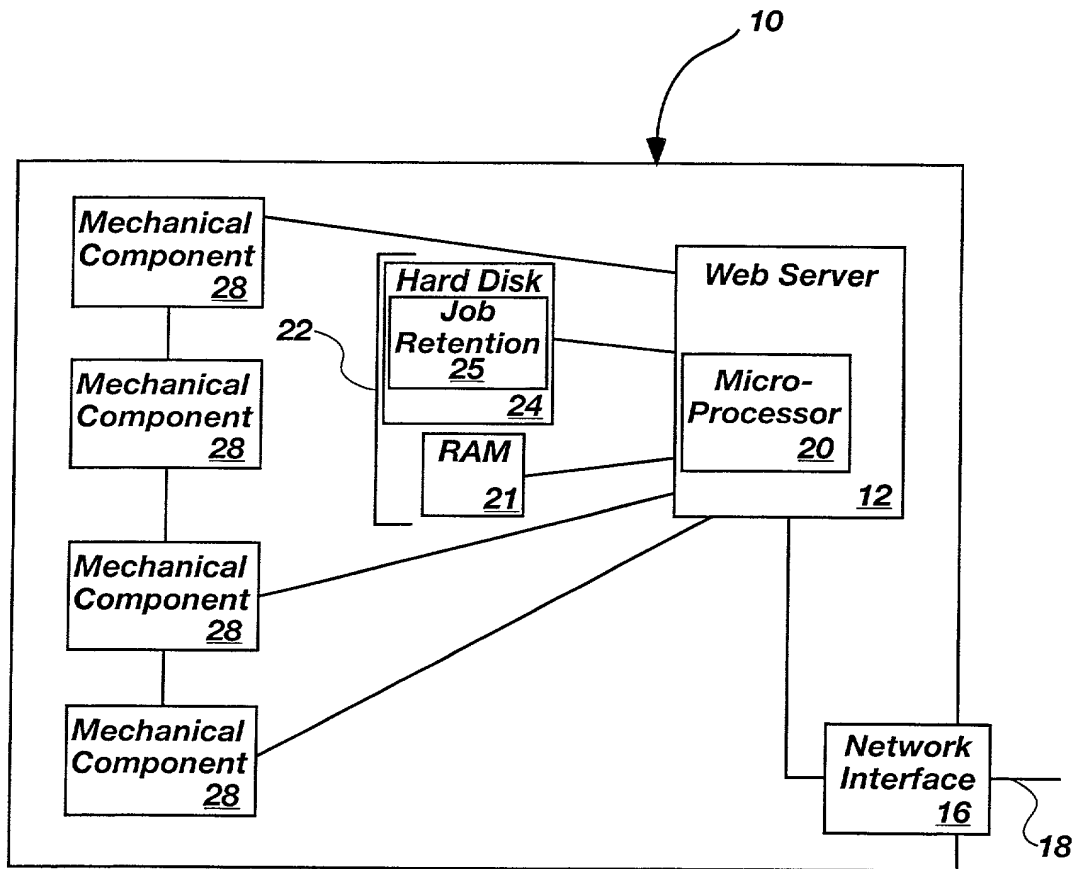 10
Mechanical
Component
28
Mechanical
Component
28
Mechanical
Component
28
Mechanical
Component
28
22
Hard Disk
Job
Retention
25
24
RAM
21
Web Server
Micro-
Processor
20
12
Network
Interface
16
18